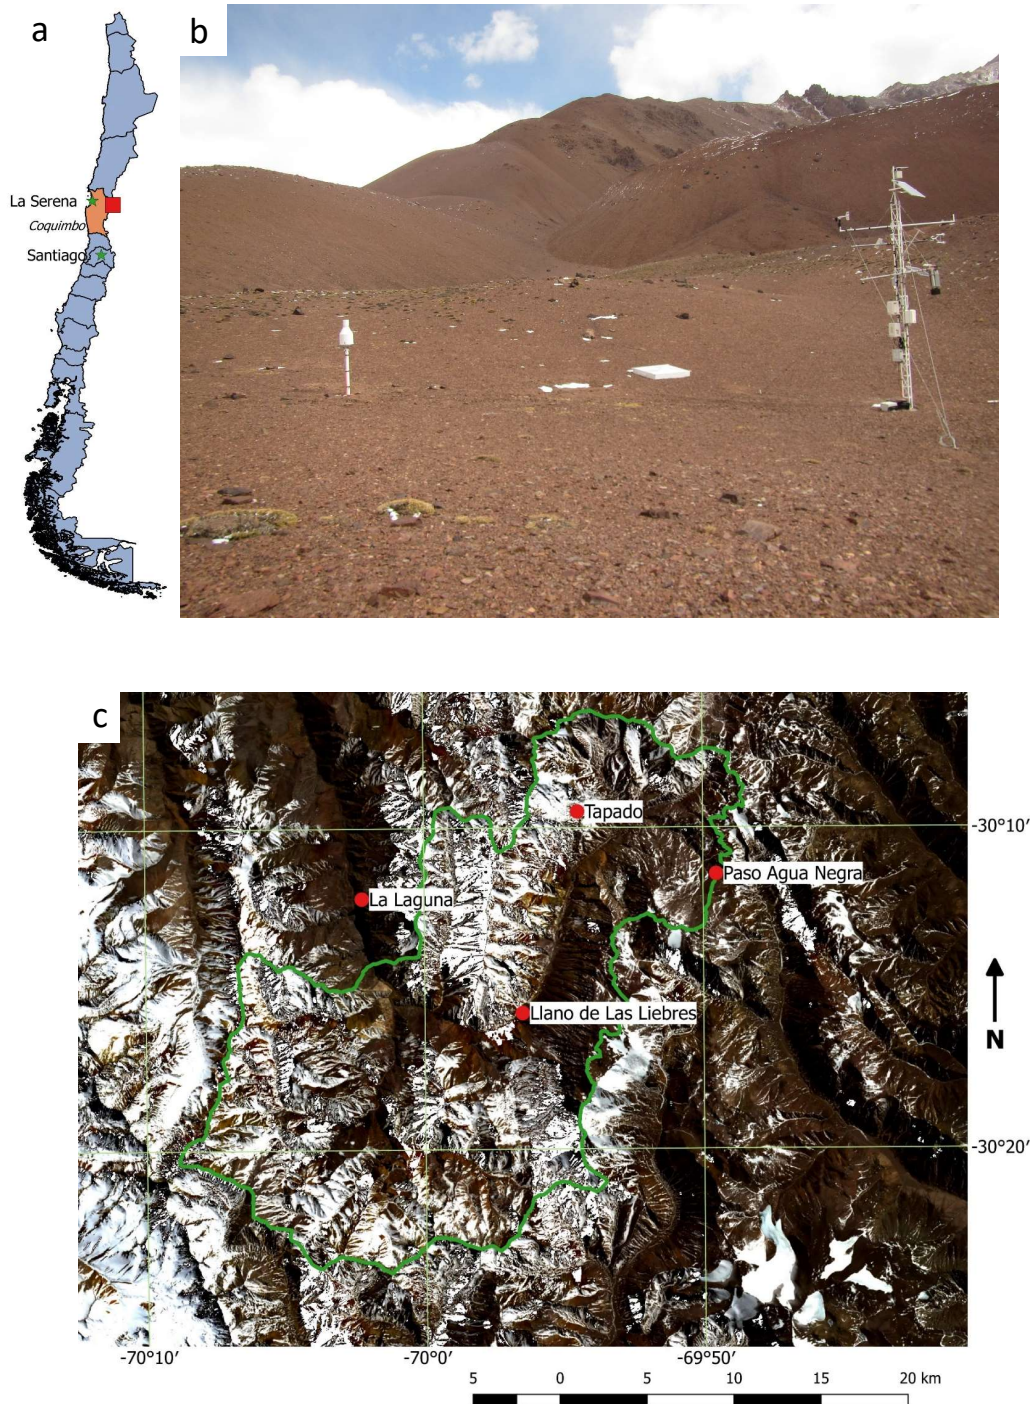 a
b
La Serena
Coquimbo
Santiago
c
Tapado
-30°10'
Paso Agua Negra
La Laguna
Llano de Las Liebres
N
-30°20'
-70°10'
-70°0'
-69°50'
5
0
5
10
15
20 km